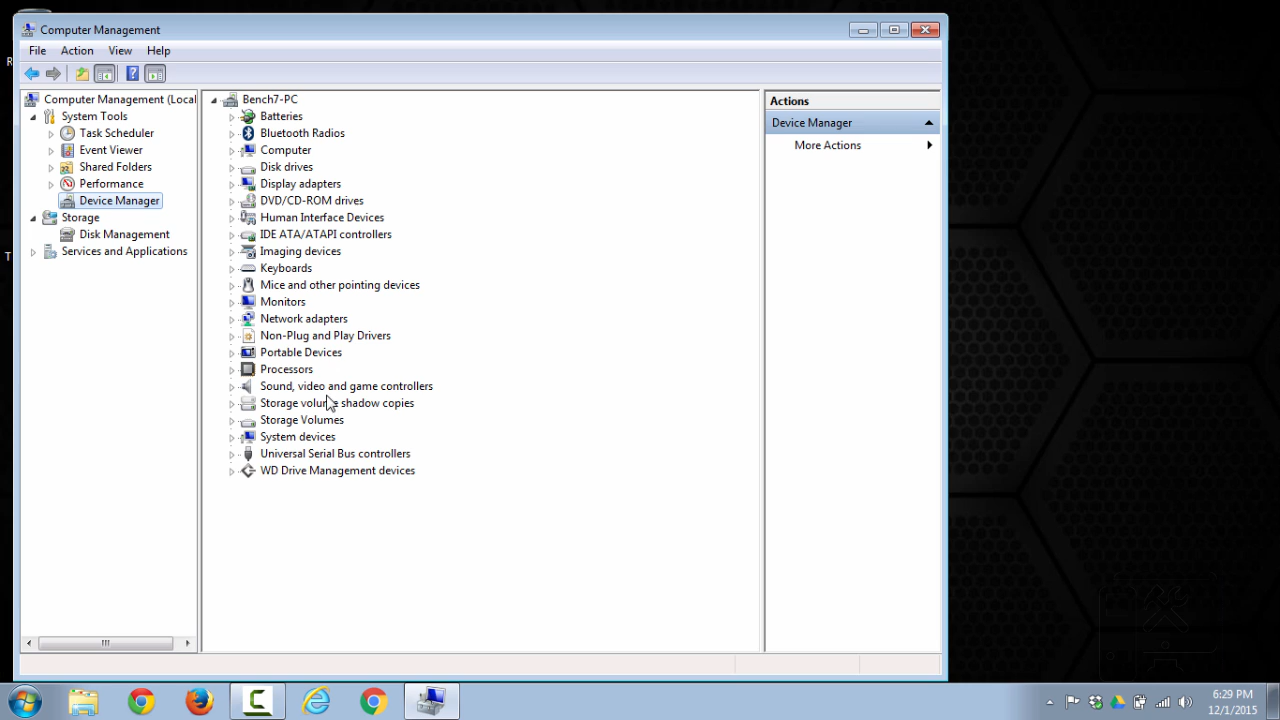 Computer Management
File Action View Help
Computer Management (Local
System Tools
Task Scheduler
Event Viewer
Shared Folders
Performance
Device Manager
Storage
Disk Management
Services and Applications
Bench7-PC
Batteries
Bluetooth Radios
Computer
Disk drives
Display adapters
DVD/CD-ROM drives
Human Interface Devices
IDE ATA/ATAPI controllers
Imaging devices
Keyboards
Mice and other pointing devices
Monitors
Network adapters
Non-Plug and Play Drivers
Portable Devices
Processors
Sound, video and game controllers
Storage volume shadow copies
Storage Volumes
System devices
Universal Serial Bus controllers
WD Drive Management devices
Actions
Device Manager
More Actions
R
T
6:29 PM
12/1/2015